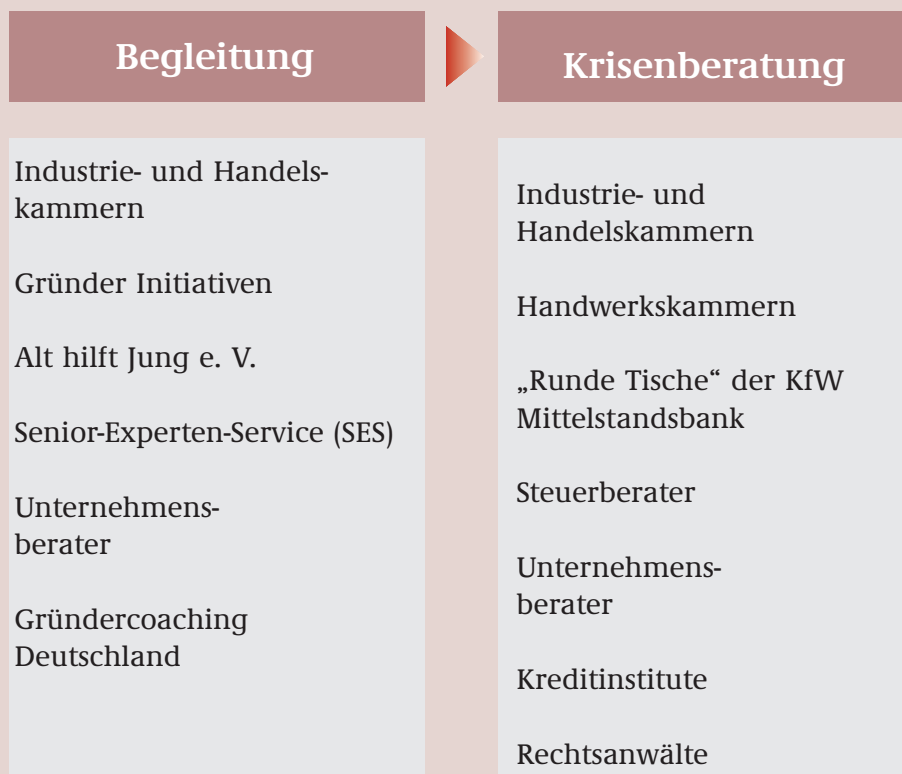 Begleitung
Industrie- und Handels-
kammern
Gründer Initiativen
Alt hilft Jung e. V.
Senior-Experten-Service (SES)
Unternehmens-
berater
Gründercoaching
Deutschland
Krisenberatung
Industrie- und
Handelskammern
Handwerkskammern
„Runde Tische“ der KfW
Mittelstandsbank
Steuerberater
Unternehmens-
berater
Kreditinstitute
Rechtsanwälte